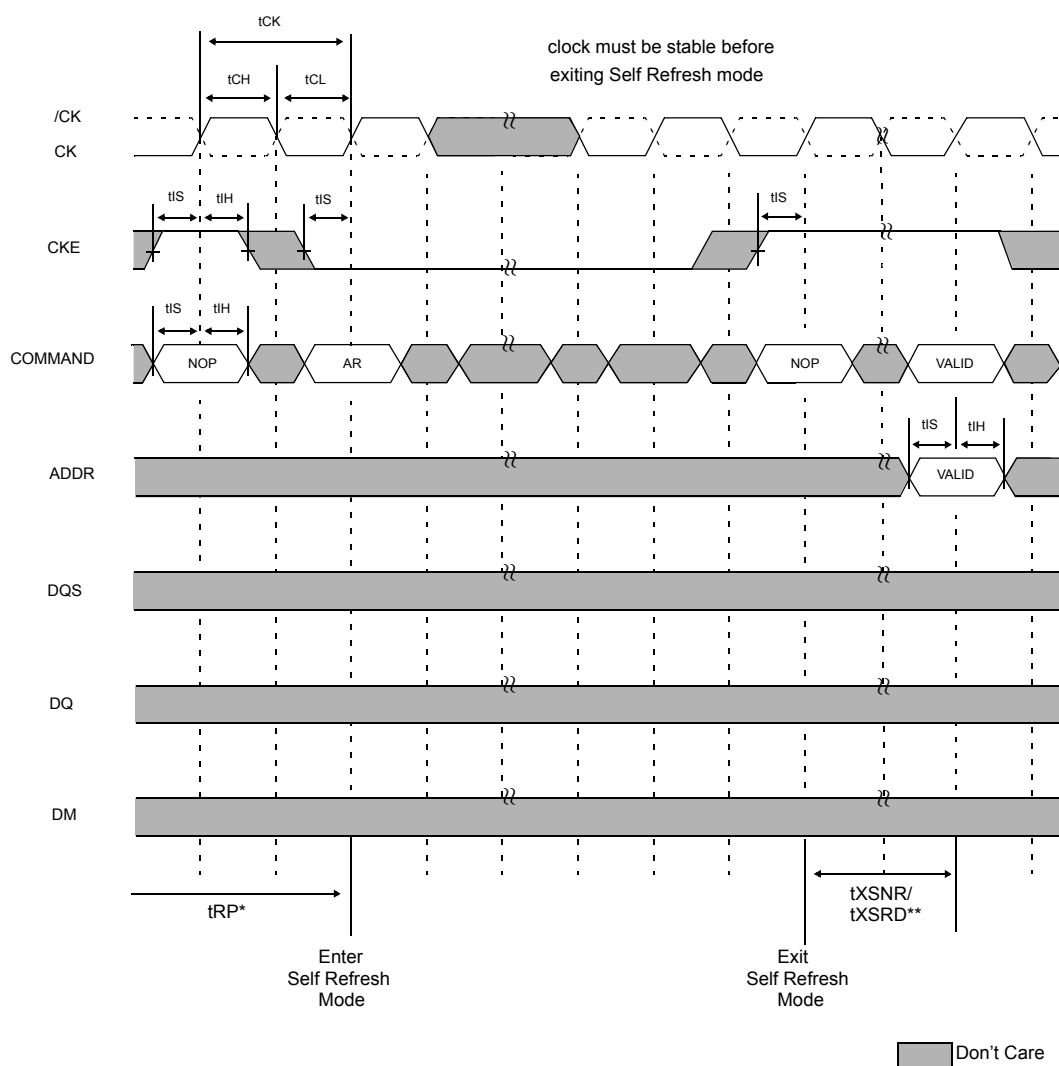 tCK
clock must be stable before
exiting Self Refresh mode
tCH
tCL
/CK
CK
tIS
tIH
tIS
tIS
CKE
tIS
tIH
COMMAND
NOP
AR
NOP
VALID
tIS
tIH
ADDR
VALID
DQS
DQ
DM
tRP*
tXSNR/
tXSRD**
Enter
Self Refresh
Mode
Exit
Self Refresh
Mode
Don't Care